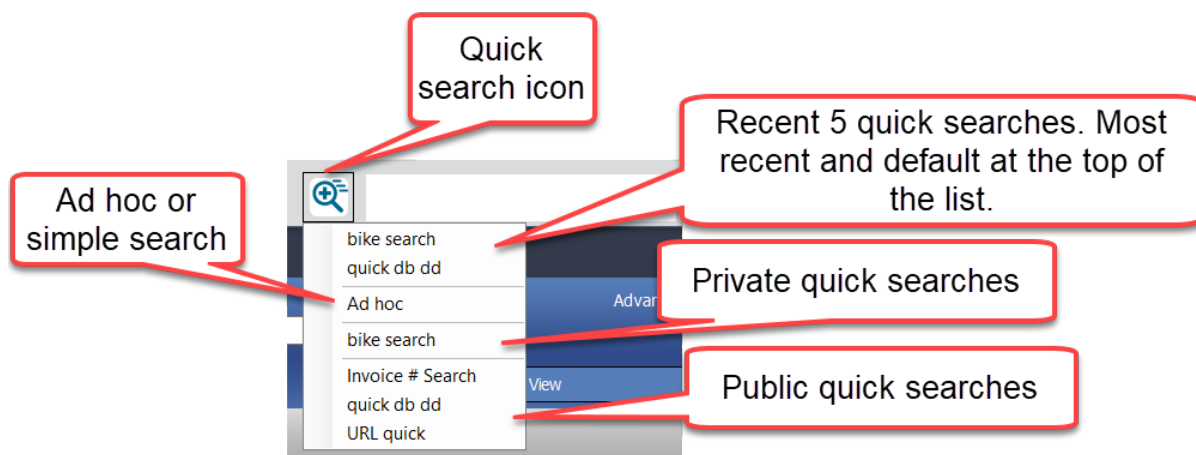 Quick
search icon
Recent 5 quick searches. Most
recent and default at the top of
the list.
Ad hoc or
simple search
bike search
quick db dd
Ad hoc
Advan
Private quick searches
bike search
Invoice # Search
View
Public quick searches
quick db dd
URL quick